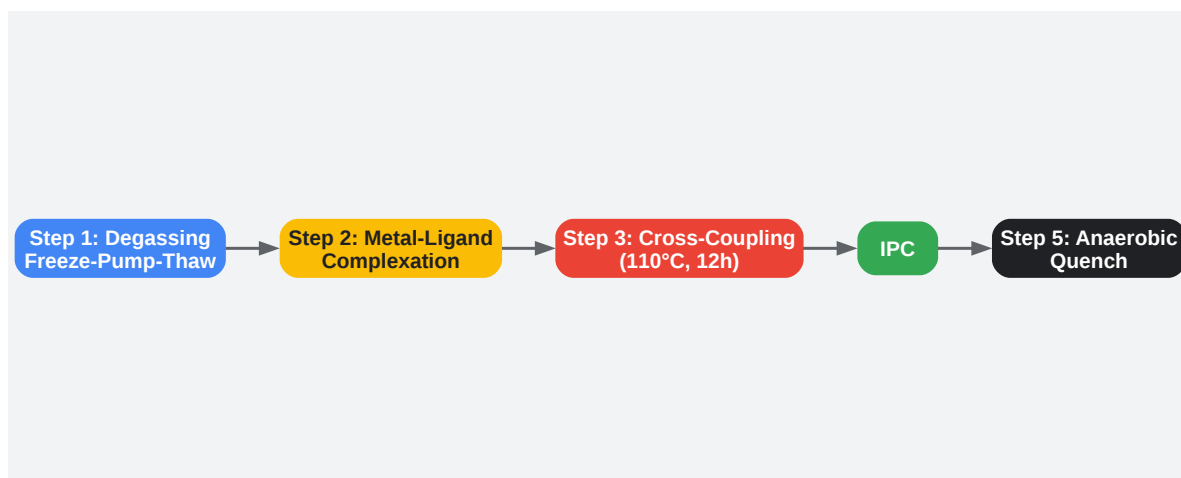 Step 1: Degassing
Freeze-Pump-Thaw
Step 2: Metal-Ligand
Complexation
Step 3: Cross-Coupling
(110°C, 12h)
IPC
Step 5: Anaerobic
Quench